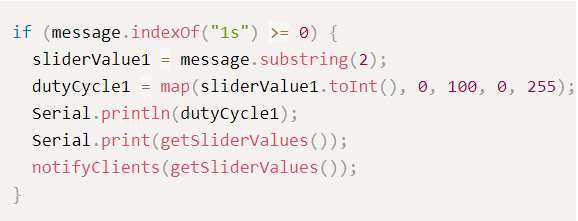 if (message.indexOf("1s") >= 0) {
  sliderValue1 = message.substring(2);
  dutyCycle1 = map(sliderValue1.toInt(), 0, 100, 0, 255);
  Serial.println(dutyCycle1);
  Serial.print(getSliderValues());
  notifyClients(getSliderValues());
}